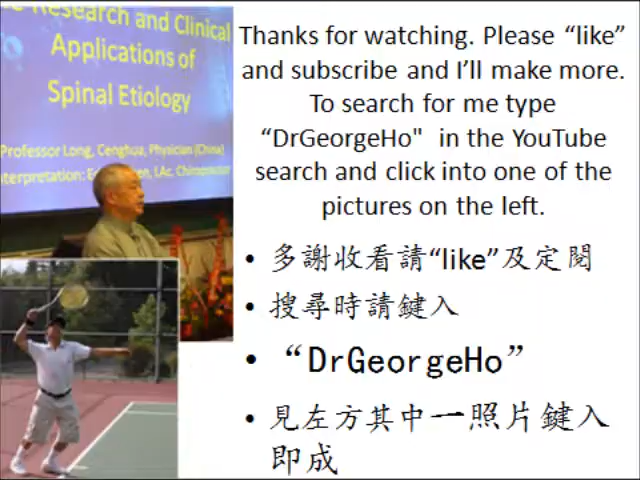 Research and Clinical
Applications of
Spinal Etiology
Professor Long, Cenghua, Physician (China)
LAc,
Thanks for watching. Please “like”
and subscribe and I’ll make more.
To search for me type
“DrGeorgeHo" in the YouTube
search and click into one of the
pictures on the left.
• 多謝收看請“like”及定閱
• 搜尋時請鍵入
• “DrGeorgeHo”
• 見左方其中一照片鍵入
即成